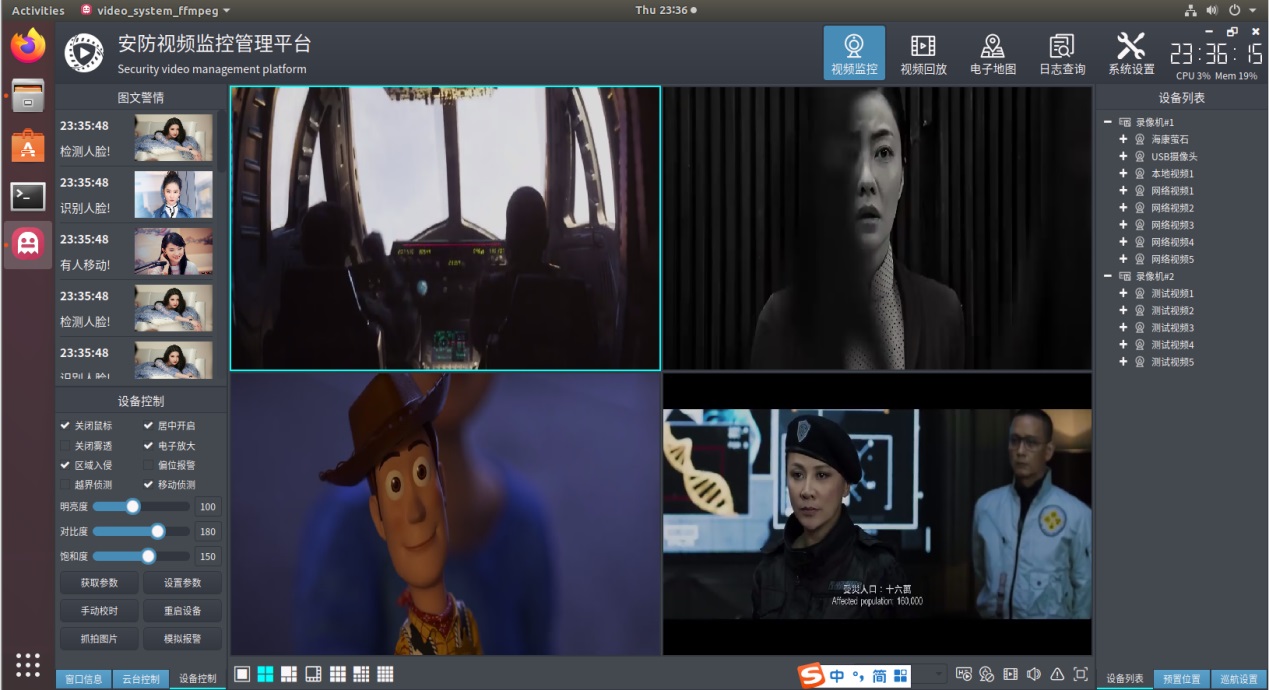 Activities video_system_ffmpeg Thu 23:36
安防视频监控管理平台
Security video management platform
视频监控 视频回放 电子地图 日志查询 系统设置
23:36:15
CPU 3% Mem 19%
图文警情
23:35:48
检测人脸!
23:35:48
识别人脸!
23:35:48
有人移动!
23:35:48
检测人脸!
23:35:48
识别人脸!
设备控制
关闭鼠标 居中开启
关闭雾透 电子放大
区域入侵 偏位报警
越界侦测 移动侦测
明亮度 100
对比度 180
饱和度 150
获取参数 设置参数
手动校时 重启设备
抓拍图片 模拟报警
窗口信息 云台控制 设备控制
受災人口：十六萬
Affected population: 160,000
S 中 °, 简
设备列表
录像机#1
海康萤石
USB摄像头
本地视频1
网络视频1
网络视频2
网络视频3
网络视频4
网络视频5
录像机#2
测试视频1
测试视频2
测试视频3
测试视频4
测试视频5
设备列表 预置位置 巡航设置